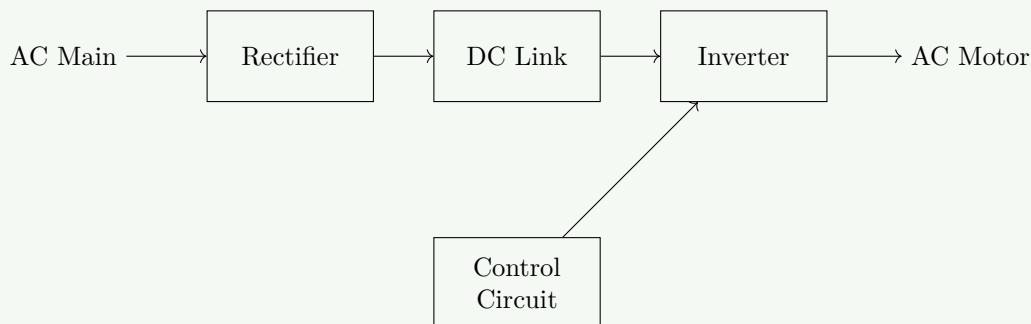 AC Main
Rectifier
DC Link
Inverter
AC Motor
Control
Circuit